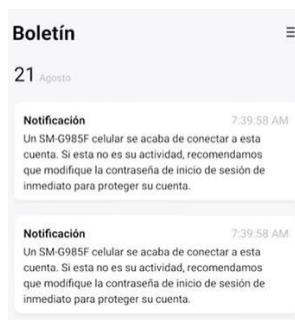 Boletín
21 Agosto
Notificación 7:39:58 AM
Un SM-G985F celular se acaba de conectar a esta
cuenta. Si esta no es su actividad, recomendamos
que modifique la contraseña de inicio de sesión de
inmediato para proteger su cuenta.
Notificación 7:39:58 AM
Un SM-G985F celular se acaba de conectar a esta
cuenta. Si esta no es su actividad, recomendamos
que modifique la contraseña de inicio de sesión de
inmediato para proteger su cuenta.